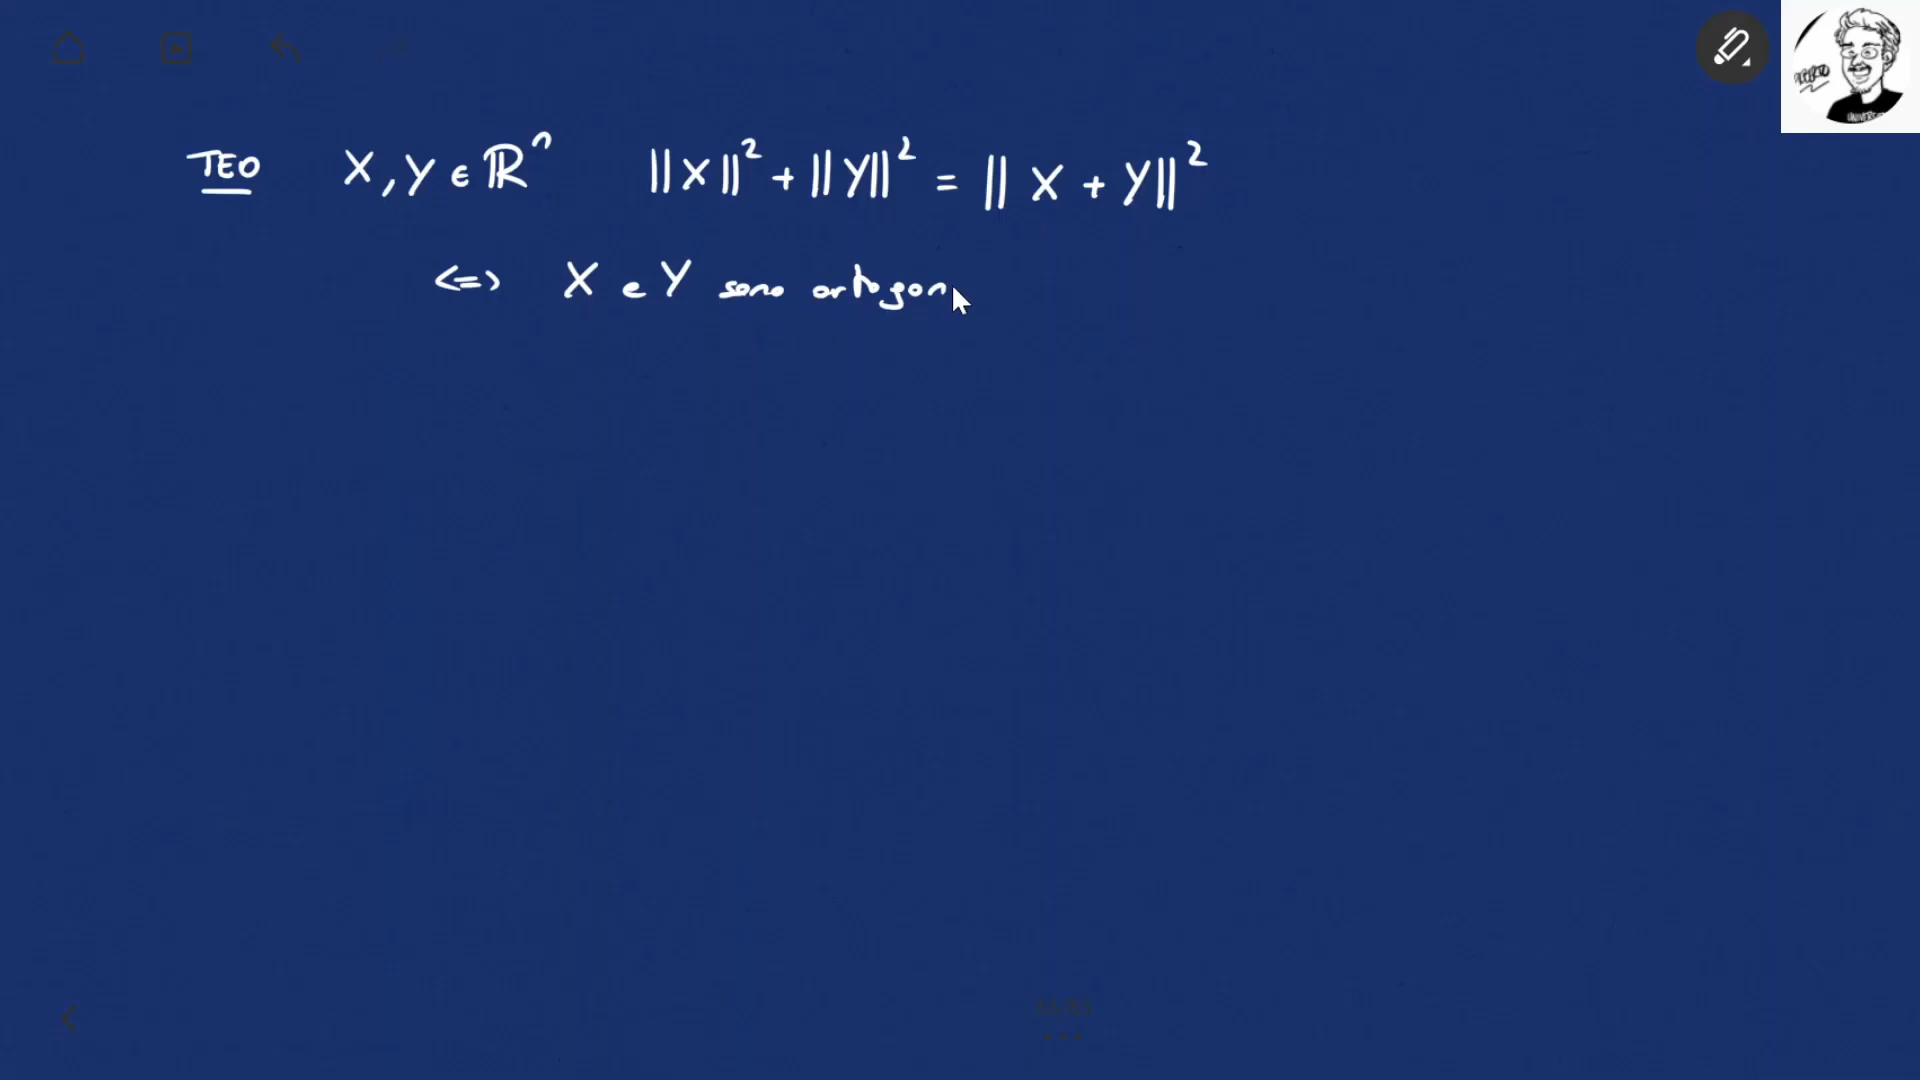 TEO X, Y ∈ ℝⁿ ||X||² + ||Y||² = || X + Y||²
<=> X e Y sono ortogon